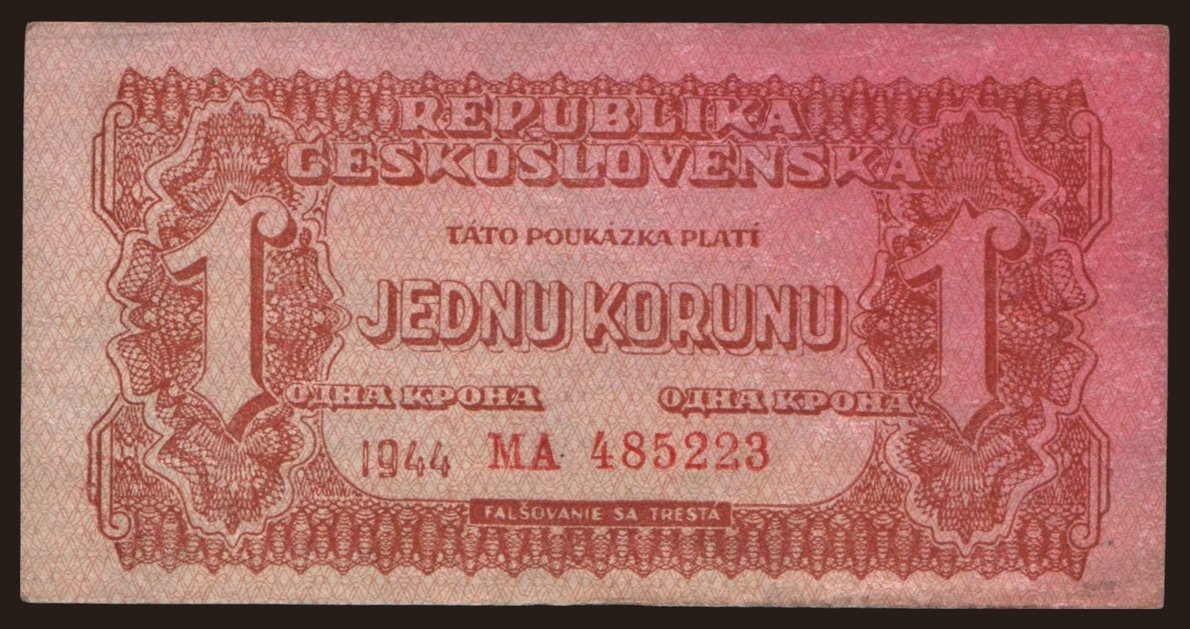 REPUBLIKA
ČESKOSLOVENSKÁ
TÁTO POUKÁZKA PLATÍ
JEDNU KORUNU
1 1
ОДНА КРОНА ОДНА КРОНА
1944 MA 485223
FALŠOVANIE SA TRESTÁ